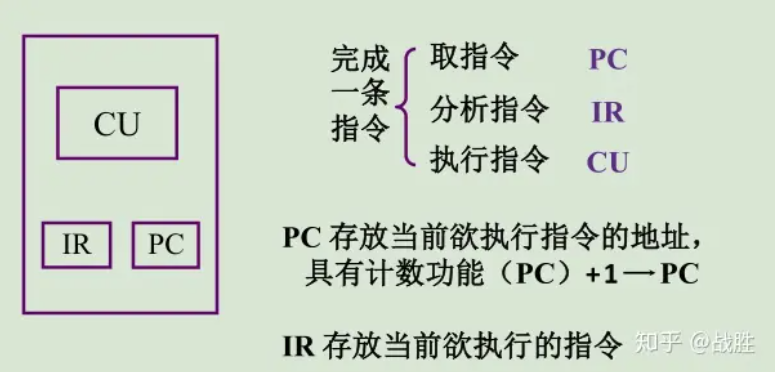 CU
IR
PC
完成
一条
指令
取指令 PC
分析指令 IR
执行指令 CU
PC 存放当前欲执行指令的地址，
具有计数功能（PC）+1→PC
IR 存放当前欲执行的指令
知乎 @战胜